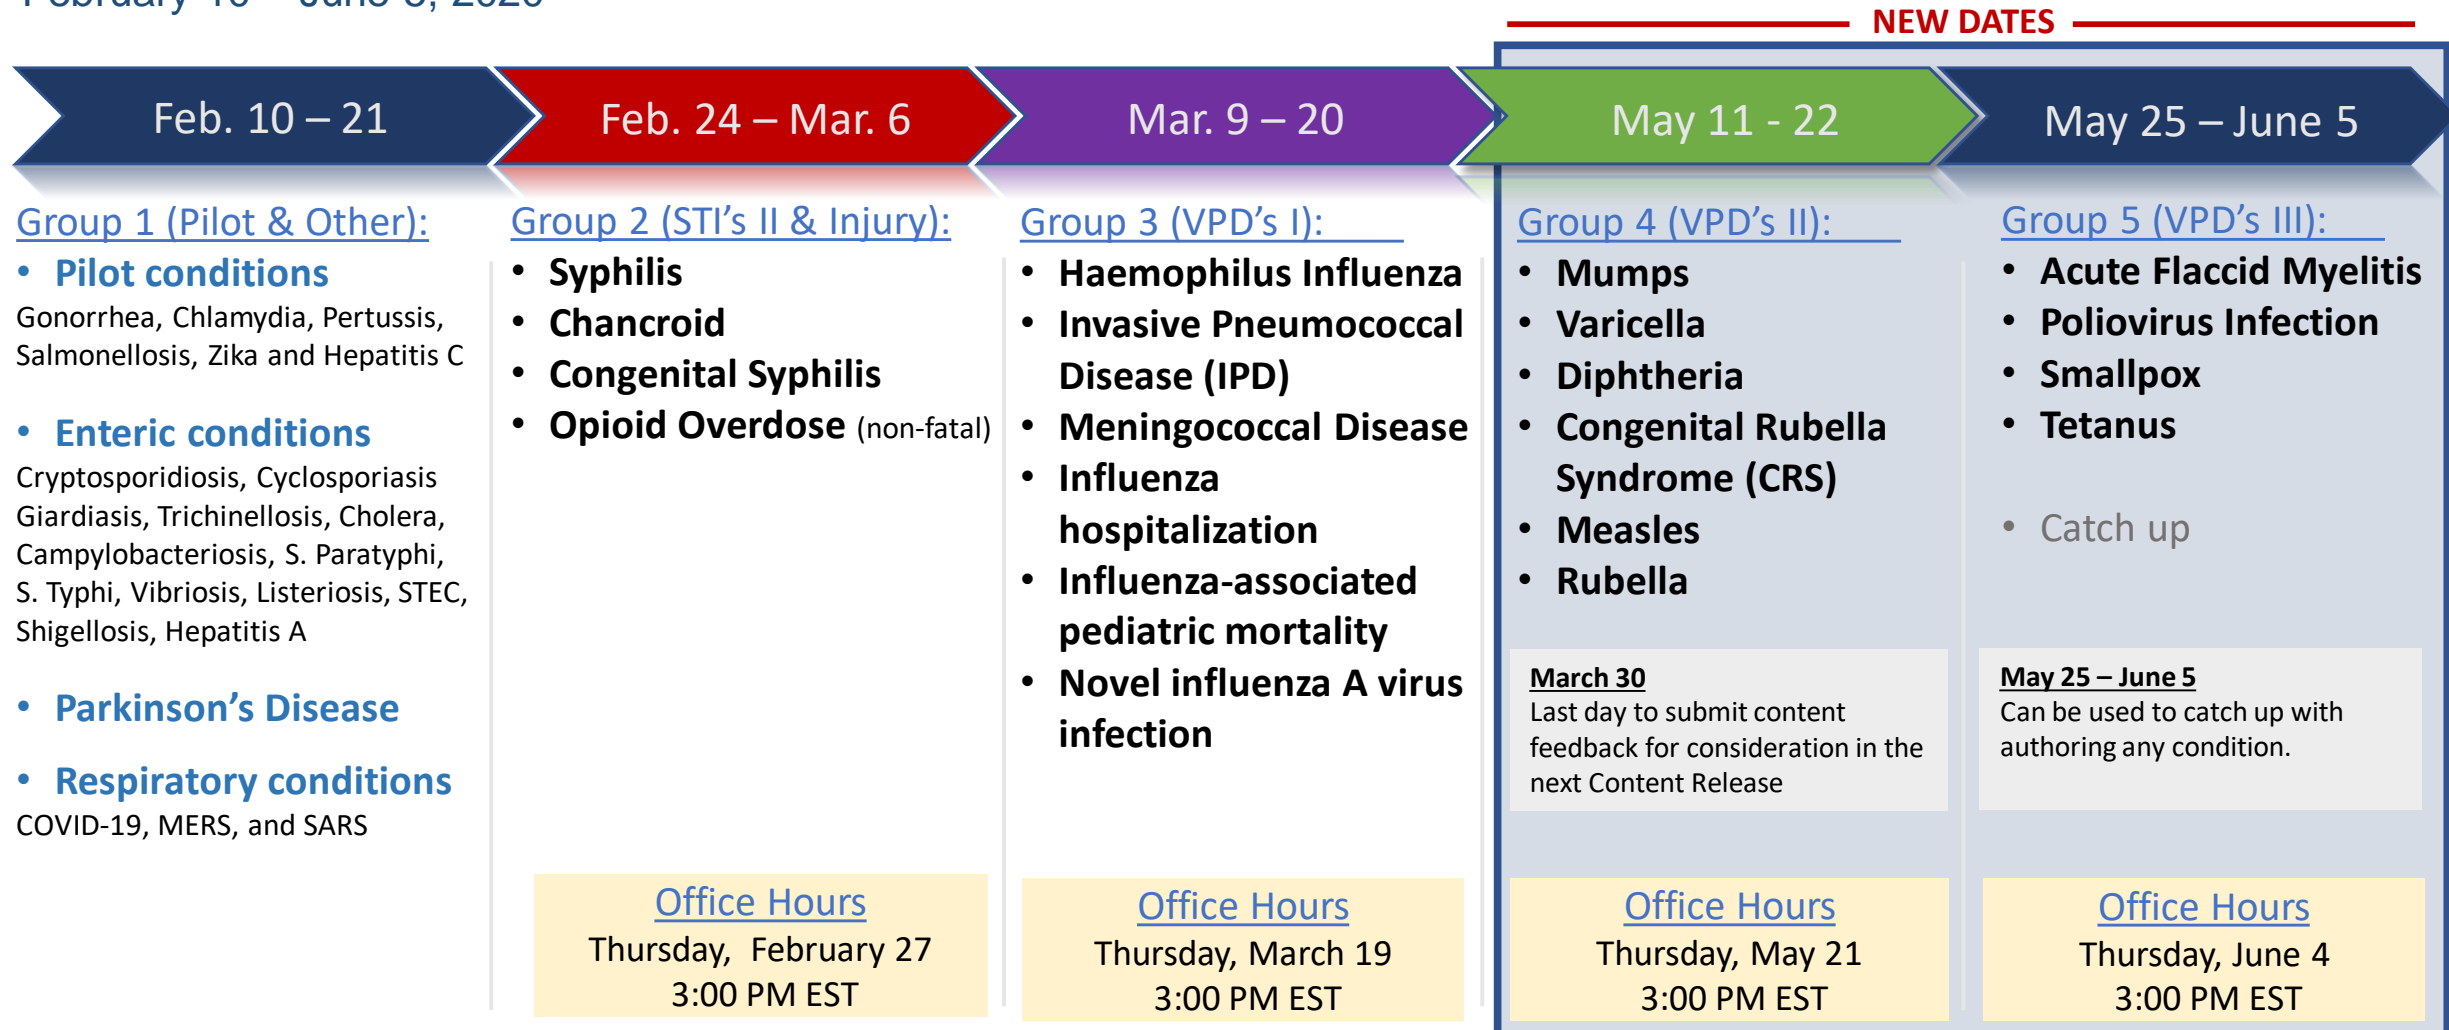 February 10 – June 5, 2020
NEW DATES
Feb. 10 – 21
Feb. 24 – Mar. 6
Mar. 9 – 20
May 11 - 22
May 25 – June 5
Group 1 (Pilot & Other):
• Pilot conditions
Gonorrhea, Chlamydia, Pertussis,
Salmonellosis, Zika and Hepatitis C
• Enteric conditions
Cryptosporidiosis, Cyclosporiasis
Giardiasis, Trichinellosis, Cholera,
Campylobacteriosis, S. Paratyphi,
S. Typhi, Vibriosis, Listeriosis, STEC,
Shigellosis, Hepatitis A
• Parkinson’s Disease
• Respiratory conditions
COVID-19, MERS, and SARS
Group 2 (STI’s II & Injury):
• Syphilis
• Chancroid
• Congenital Syphilis
• Opioid Overdose (non-fatal)
Office Hours
Thursday, February 27
3:00 PM EST
Group 3 (VPD’s I):
• Haemophilus Influenza
• Invasive Pneumococcal
Disease (IPD)
• Meningococcal Disease
• Influenza
hospitalization
• Influenza-associated
pediatric mortality
• Novel influenza A virus
infection
Office Hours
Thursday, March 19
3:00 PM EST
Group 4 (VPD’s II):
• Mumps
• Varicella
• Diphtheria
• Congenital Rubella
Syndrome (CRS)
• Measles
• Rubella
March 30
Last day to submit content
feedback for consideration in the
next Content Release
Office Hours
Thursday, May 21
3:00 PM EST
Group 5 (VPD’s III):
• Acute Flaccid Myelitis
• Poliovirus Infection
• Smallpox
• Tetanus
• Catch up
May 25 – June 5
Can be used to catch up with
authoring any condition.
Office Hours
Thursday, June 4
3:00 PM EST